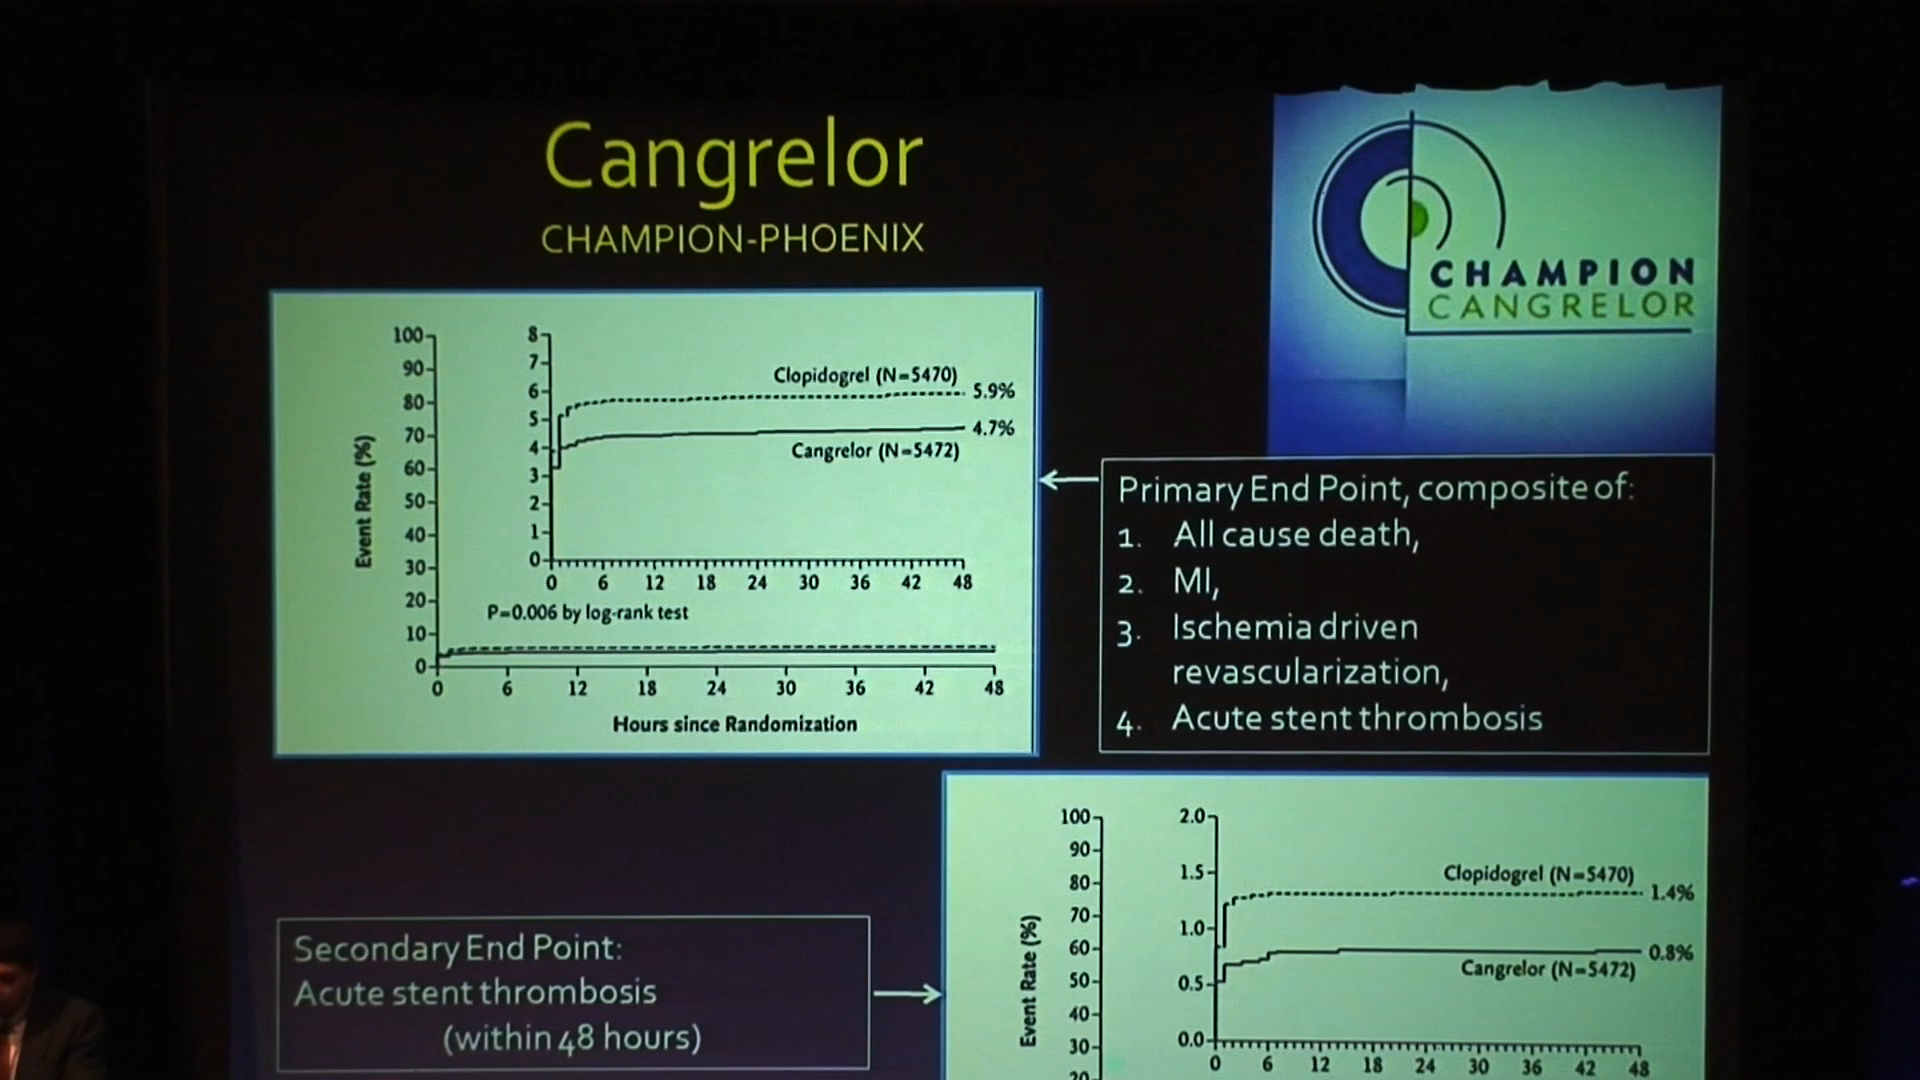 Cangrelor
CHAMPION-PHOENIX
CHAMPION
CANGRELOR
100
90
80
70
60
50
40
30
20
10
0
Event Rate (%)
8
7
6
5
4
3
2
1
0
Clopidogrel (N=5470)
5.9%
4.7%
Cangrelor (N=5472)
0 6 12 18 24 30 36 42 48
P=0.006 by log-rank test
0 6 12 18 24 30 36 42 48
Hours since Randomization
Primary End Point, composite of:
1. All cause death,
2. MI,
3. Ischemia driven
revascularization,
4. Acute stent thrombosis
Secondary End Point:
Acute stent thrombosis
(within 48 hours)
100
90
80
70
60
50
40
30
20
Event Rate (%)
2.0
1.5
1.0
0.5
0.0
Clopidogrel (N=5470)
1.4%
0.8%
Cangrelor (N=5472)
0 6 12 18 24 30 36 42 48